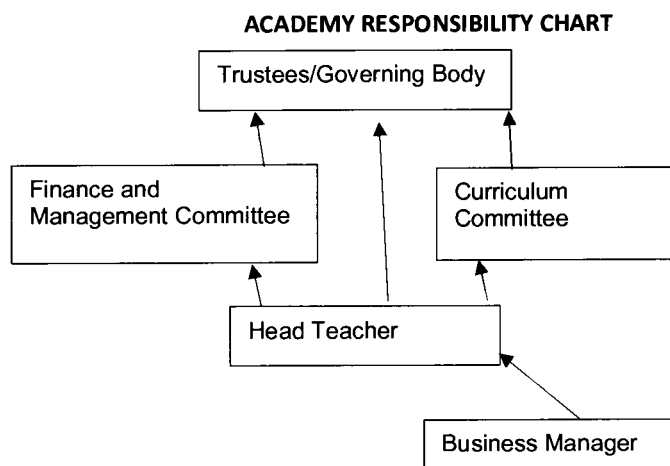 ACADEMY RESPONSIBILITY CHART
Trustees/Governing Body
Finance and
Management Committee
Curriculum
Committee
Head Teacher
Business Manager